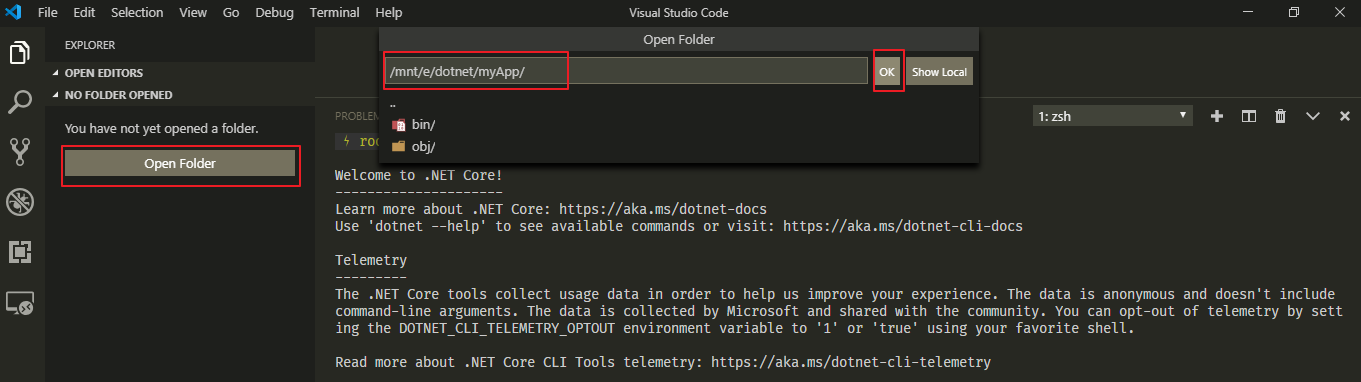 File Edit Selection View Go Debug Terminal Help Visual Studio Code
EXPLORER
OPEN EDITORS
NO FOLDER OPENED
You have not yet opened a folder.
Open Folder
Open Folder
/mnt/e/dotnet/myApp/ OK Show Local
..
bin/
obj/
PROBLEM
1: zsh
roo
Welcome to .NET Core!
---------------------
Learn more about .NET Core: https://aka.ms/dotnet-docs
Use 'dotnet --help' to see available commands or visit: https://aka.ms/dotnet-cli-docs
Telemetry
---------
The .NET Core tools collect usage data in order to help us improve your experience. The data is anonymous and doesn't include
command-line arguments. The data is collected by Microsoft and shared with the community. You can opt-out of telemetry by sett
ing the DOTNET_CLI_TELEMETRY_OPTOUT environment variable to '1' or 'true' using your favorite shell.
Read more about .NET Core CLI Tools telemetry: https://aka.ms/dotnet-cli-telemetry